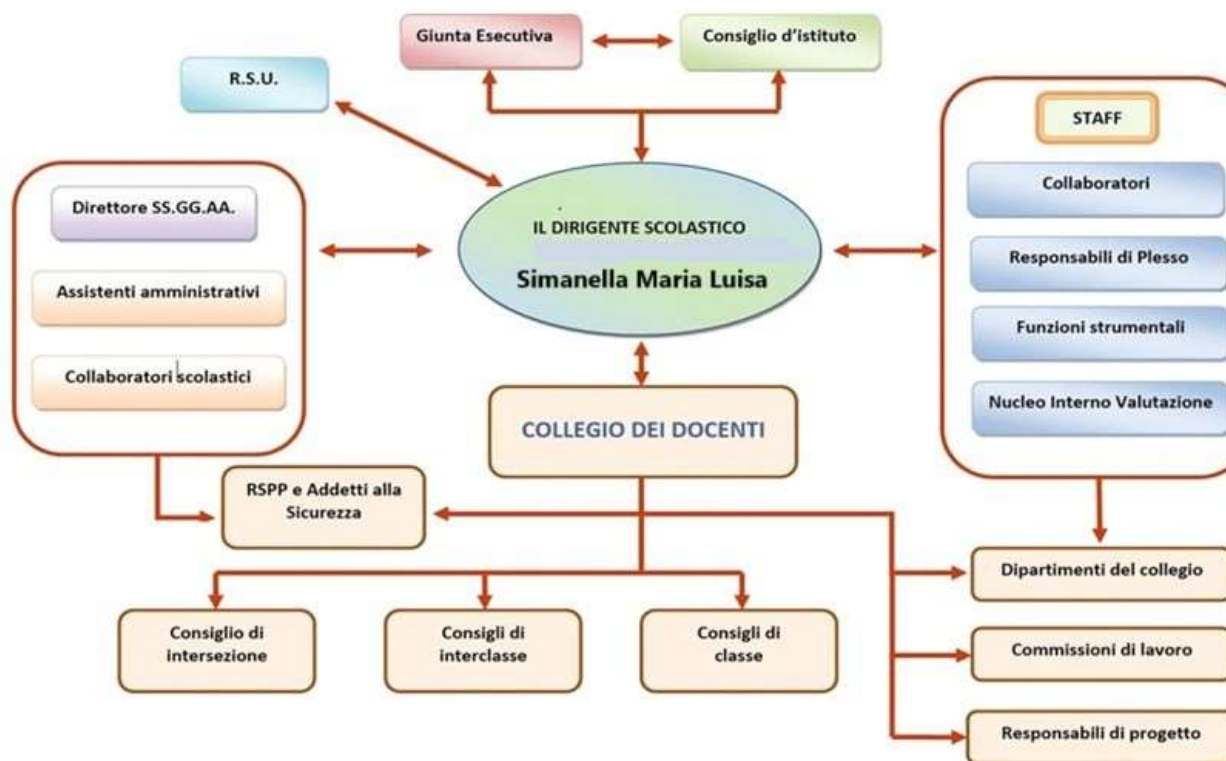 Giunta Esecutiva
Consiglio d'istituto
R.S.U.
STAFF
Direttore SS.GG.AA.
Assistenti amministrativi
Collaboratori scolastici
IL DIRIGENTE SCOLASTICO
Simanella Maria Luisa
Collaboratori
Responsabili di Plesso
Funzioni strumentali
Nucleo Interno Valutazione
COLLEGIO DEI DOCENTI
RSPP e Addetti alla
Sicurezza
Dipartimenti del collegio
Consiglio di
intersezione
Consigli di
interclasse
Consigli di
classe
Commissioni di lavoro
Responsabili di progetto